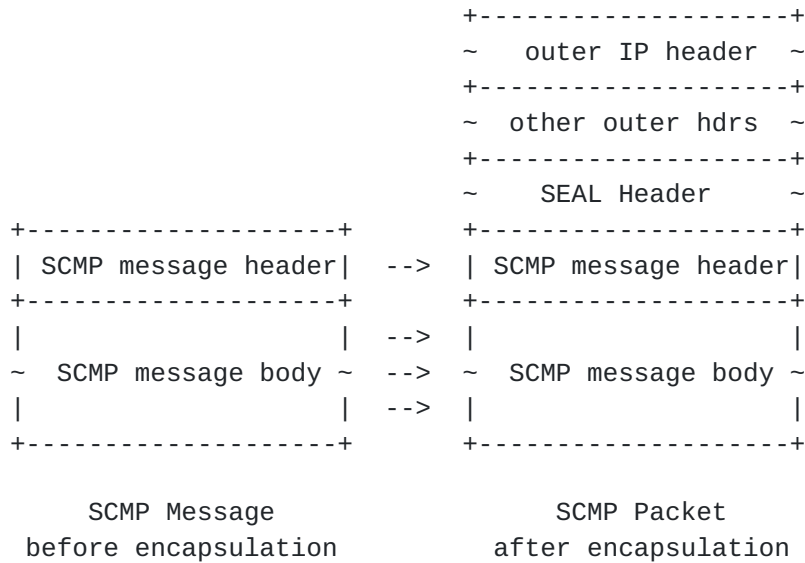 +--------------------+
                             ~   outer IP header  ~
                             +--------------------+
                             ~  other outer hdrs  ~
                             +--------------------+
                             ~    SEAL Header     ~
+--------------------+       +--------------------+
| SCMP message header|  -->  | SCMP message header|
+--------------------+       +--------------------+
|                    |  -->  |                    |
~  SCMP message body ~  -->  ~  SCMP message body ~
|                    |  -->  |                    |
+--------------------+       +--------------------+

     SCMP Message                  SCMP Packet
 before encapsulation          after encapsulation